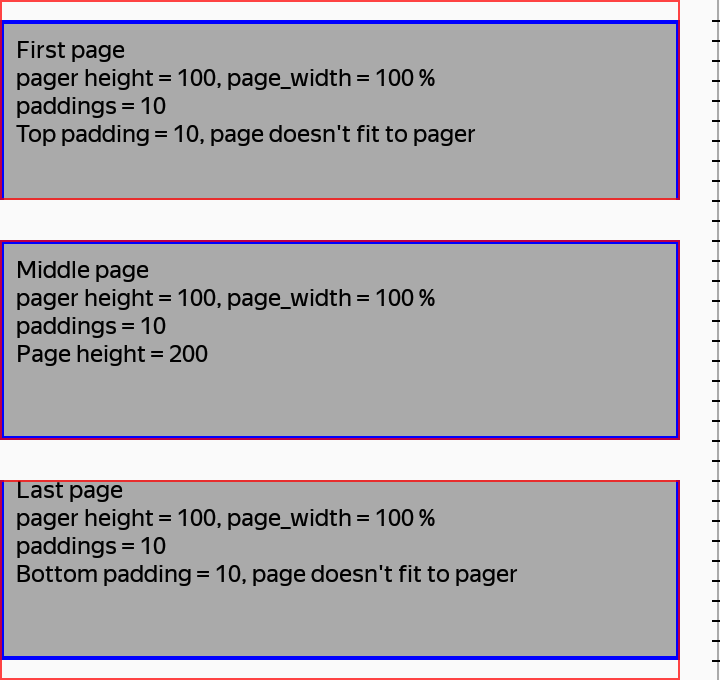 First page
pager height = 100, page_width = 100 %
paddings = 10
Top padding = 10, page doesn't fit to pager
Middle page
pager height = 100, page_width = 100 %
paddings = 10
Page height = 200
Last page
pager height = 100, page_width = 100 %
paddings = 10
Bottom padding = 10, page doesn't fit to pager